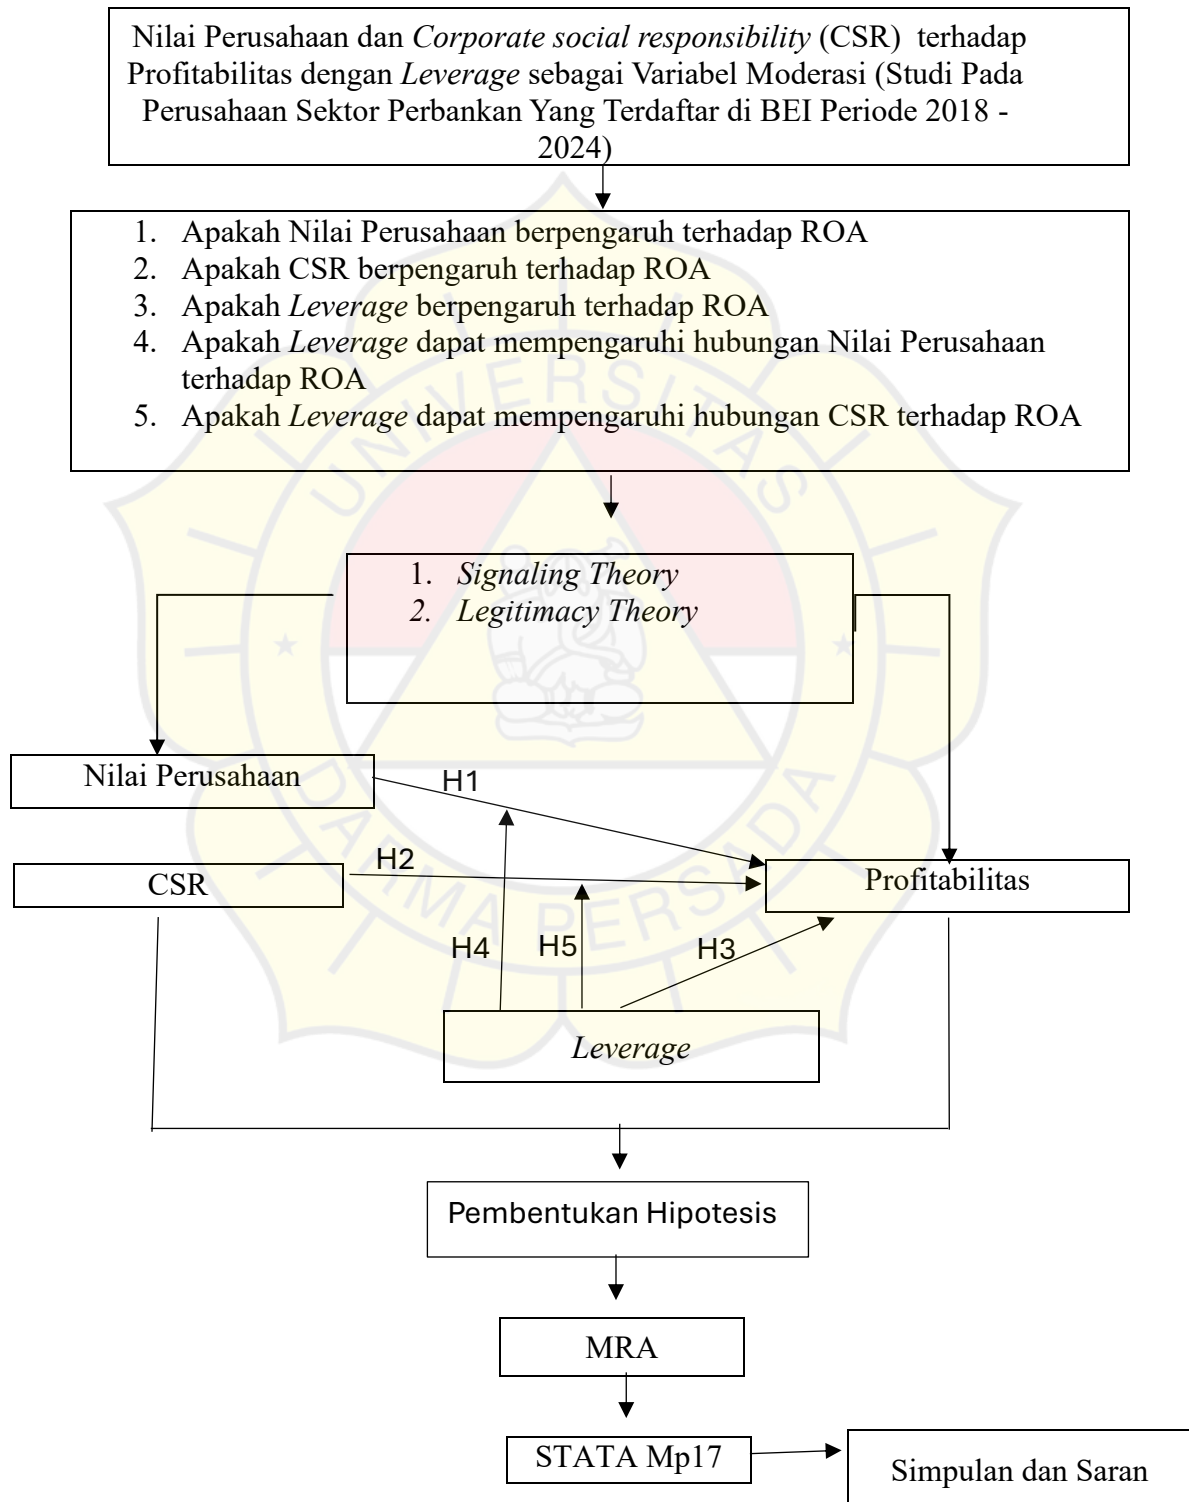 Nilai Perusahaan dan Corporate social responsibility (CSR) terhadap
Profitabilitas dengan Leverage sebagai Variabel Moderasi (Studi Pada
Perusahaan Sektor Perbankan Yang Terdaftar di BEI Periode 2018 -
2024)
1. Apakah Nilai Perusahaan berpengaruh terhadap ROA
2. Apakah CSR berpengaruh terhadap ROA
3. Apakah Leverage berpengaruh terhadap ROA
4. Apakah Leverage dapat mempengaruhi hubungan Nilai Perusahaan
terhadap ROA
5. Apakah Leverage dapat mempengaruhi hubungan CSR terhadap ROA
UNIVERSITAS
1. Signaling Theory
2. Legitimacy Theory
Nilai Perusahaan
H1
DARMA PERSADA
H2
CSR
Profitabilitas
H4
H5
H3
Leverage
Pembentukan Hipotesis
MRA
STATA Mp17
Simpulan dan Saran